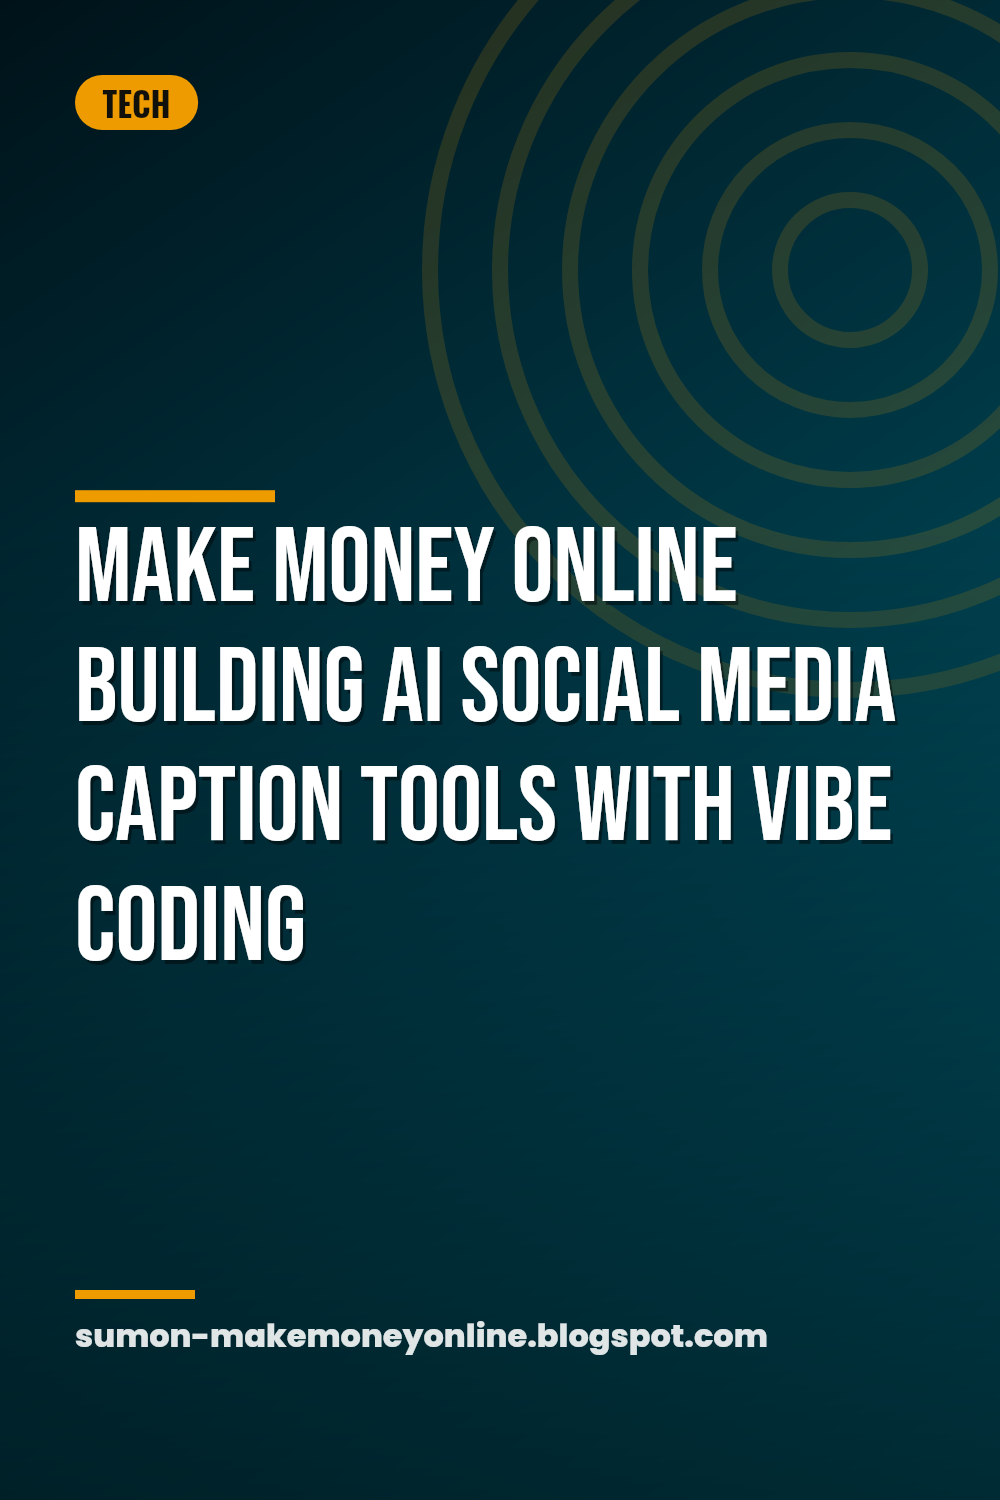 TECH
MAKE MONEY ONLINE
BUILDING AI SOCIAL MEDIA
CAPTION TOOLS WITH VIBE
CODING
sumon-makemoneyonline.blogspot.com